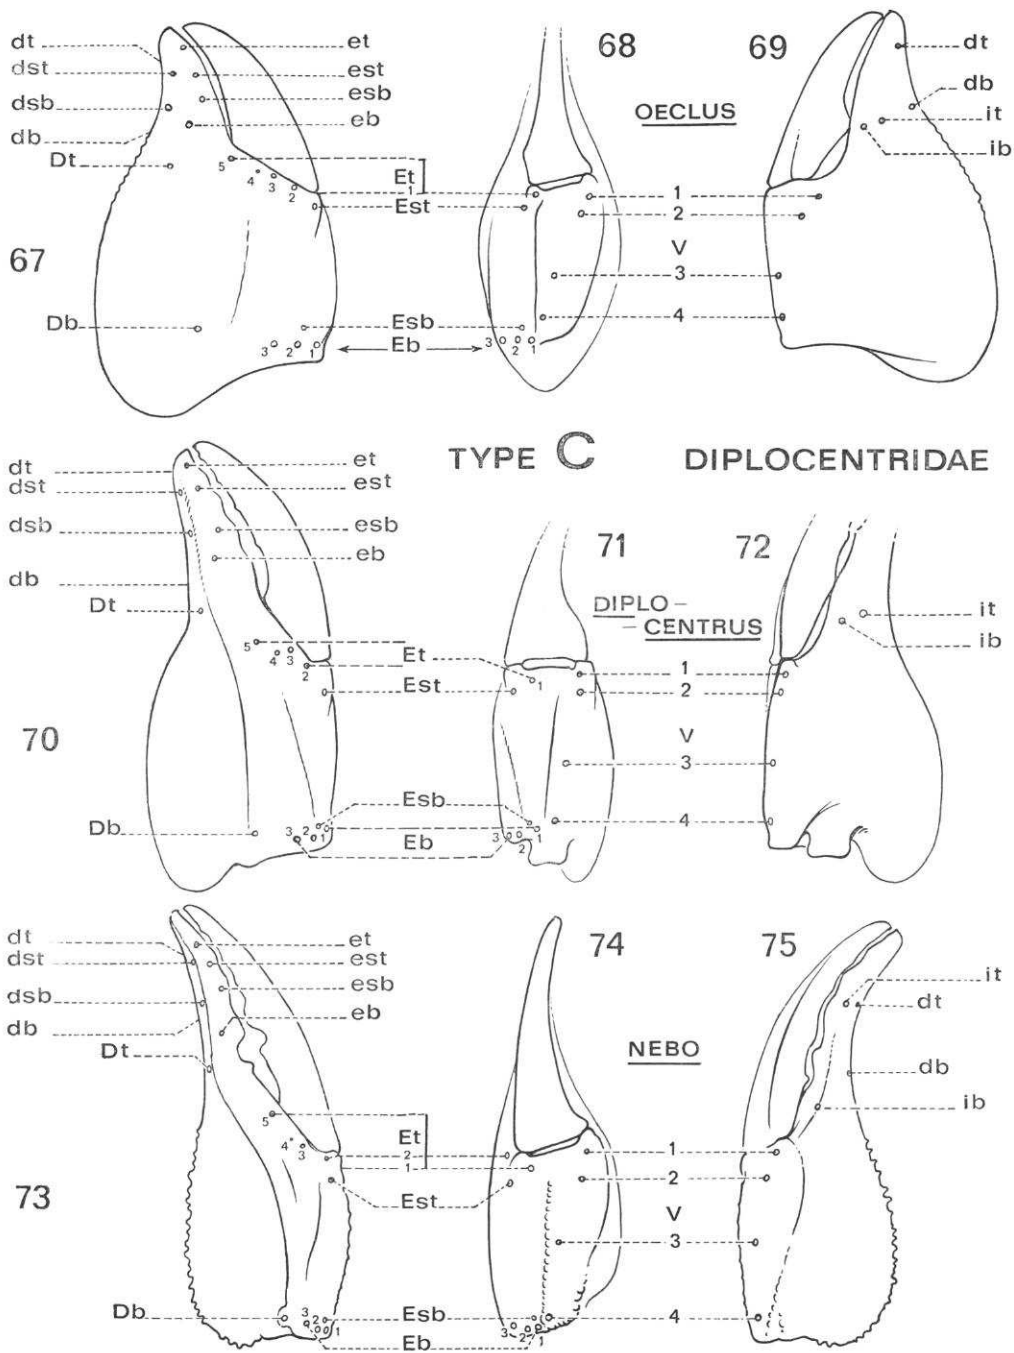 dt et 68 69 dt
dst est
dsb esb OECLUS db
db eb it
Dt 5 4 3 2 Et 1 ib
Est 1
2
67 V
3
Db Esb 4
3 2 1 Eb 3 2 1
TYPE C DIPLOCENTRIDAE
dt et
dst est
dsb esb 71 72
db eb
Dt DIPLO- it
-CENTRUS ib
5 4 3 2 Et 1 1
Est 2
70 V
3
Db Esb 4
3 2 1 Eb 3 2 1
dt et 74 75
dst est it
dsb esb dt
db eb
Dt NEBO db
ib
5 4 3 Et 2 1 1
Est 2
73 V
3
Db Esb 4
3 2 1 Eb 3 2 1